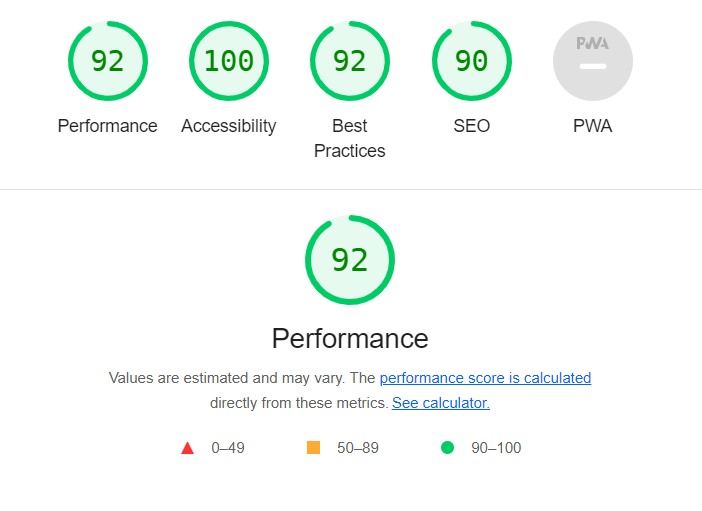 92 100 92 90 PWA
Performance Accessibility Best Practices SEO PWA
92
Performance
Values are estimated and may vary. The performance score is calculated
directly from these metrics. See calculator.
0–49 50–89 90–100